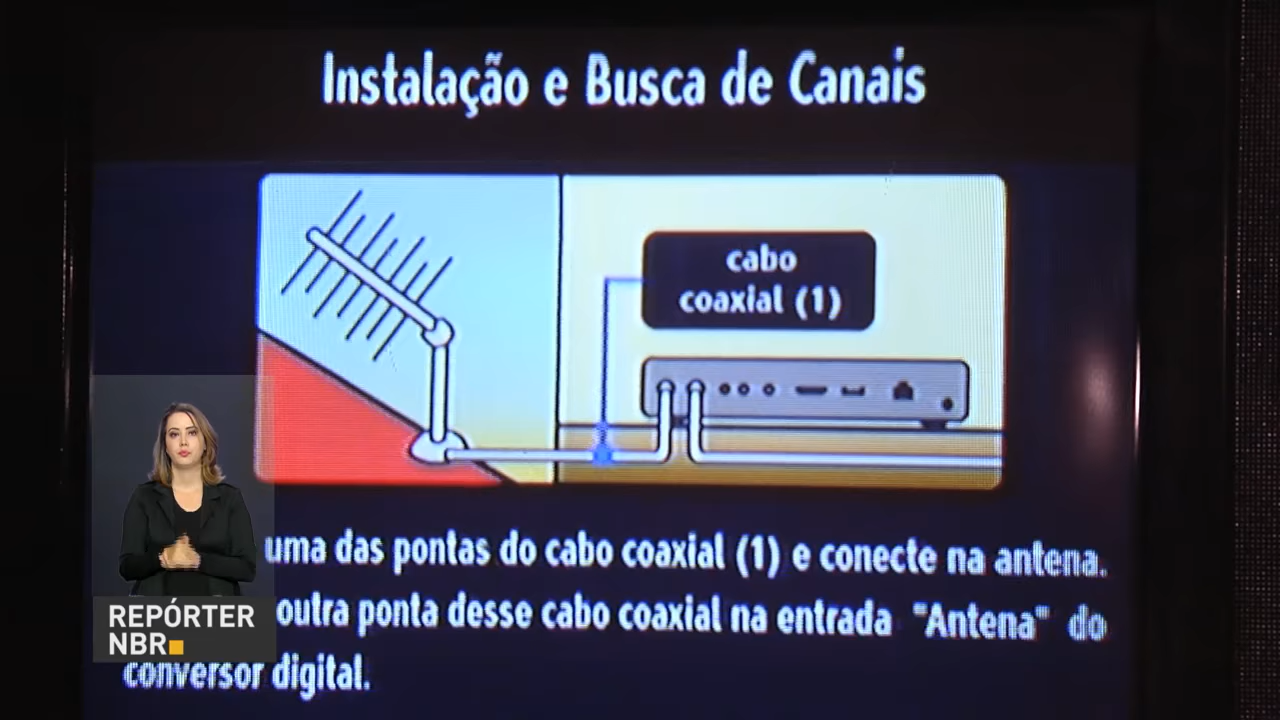 Instalação e Busca de Canais
cabo
coaxial (1)
uma das pontas do cabo coaxial (1) e conecte na antena.
outra ponta desse cabo coaxial na entrada "Antena" do
conversor digital.
REPÓRTER
NBR